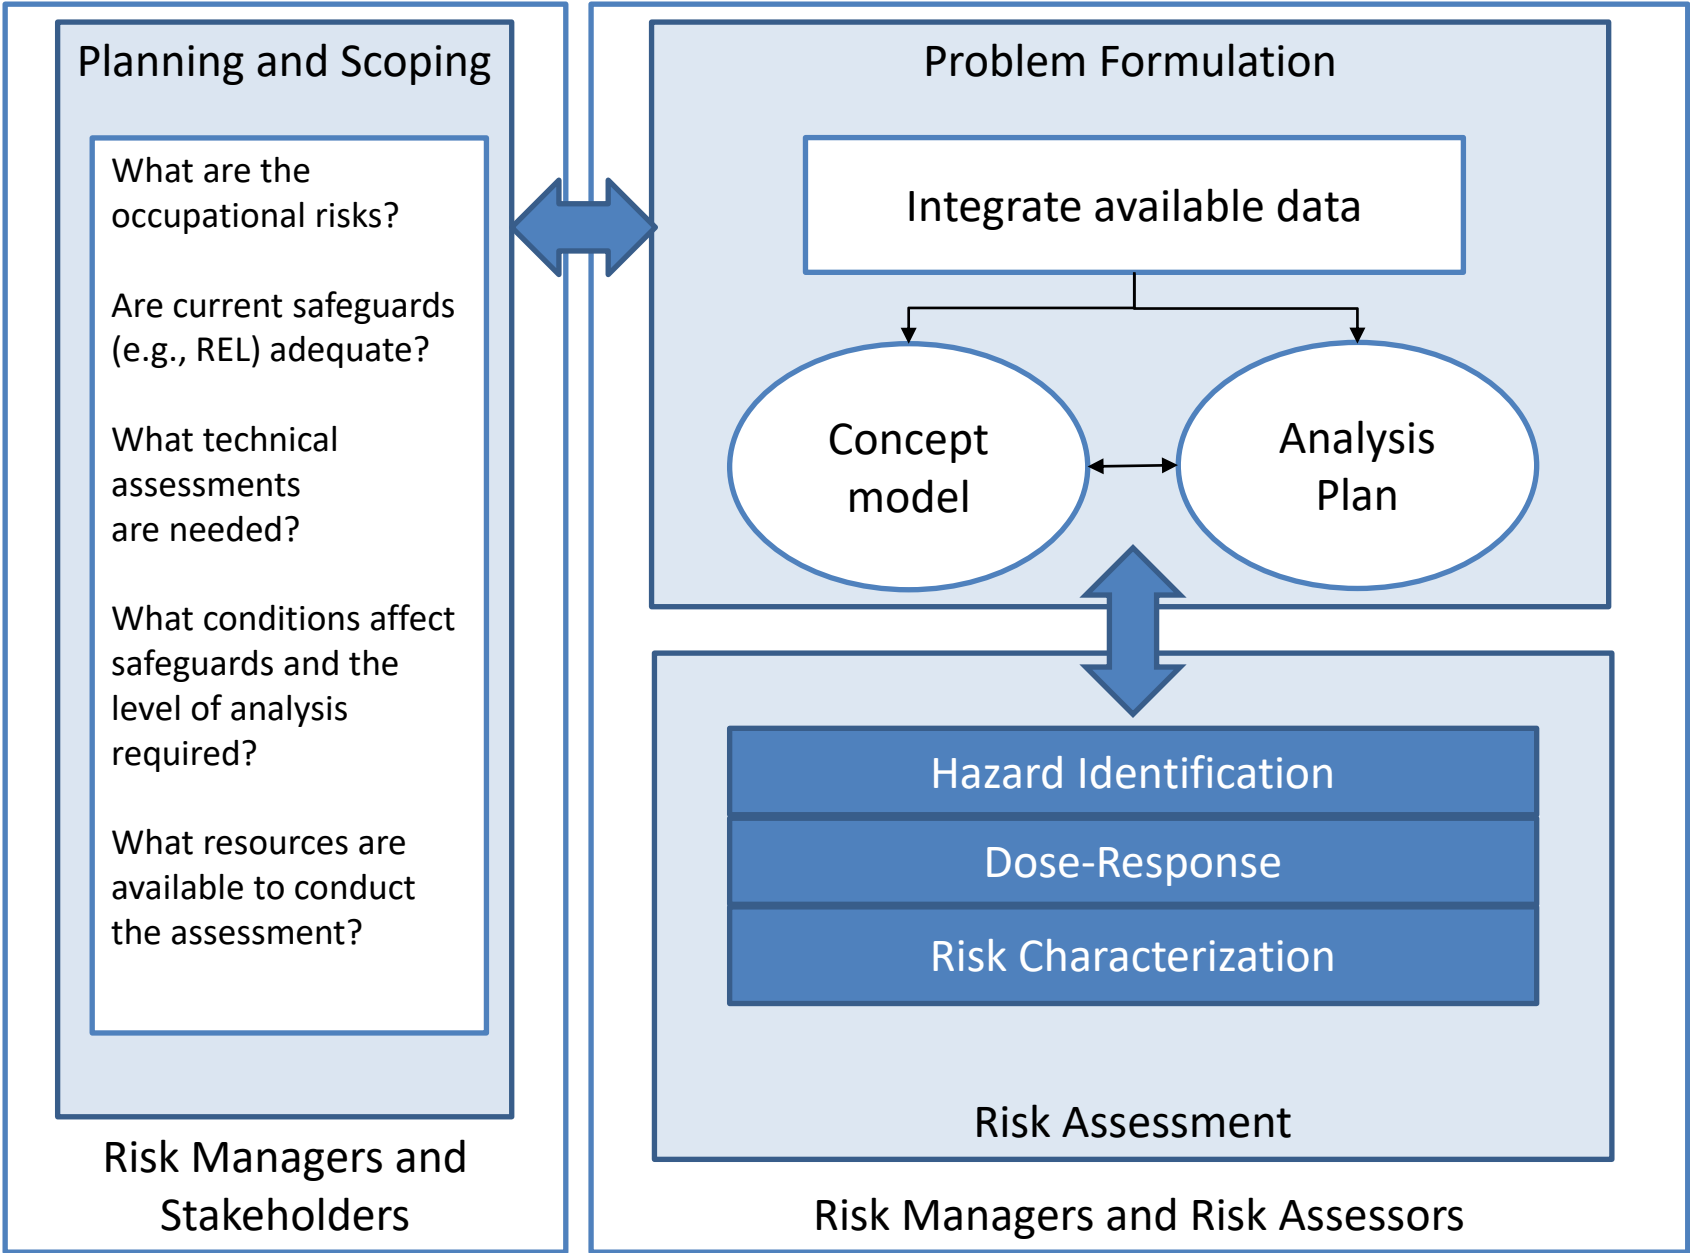 Planning and Scoping
What are the
occupational risks?
Are current safeguards
(e.g., REL) adequate?
What technical
assessments
are needed?
What conditions affect
safeguards and the
level of analysis
required?
What resources are
available to conduct
the assessment?
Risk Managers and
Stakeholders
Problem Formulation
Integrate available data
Concept
model
Analysis
Plan
Hazard Identification
Dose-Response
Risk Characterization
Risk Assessment
Risk Managers and Risk Assessors